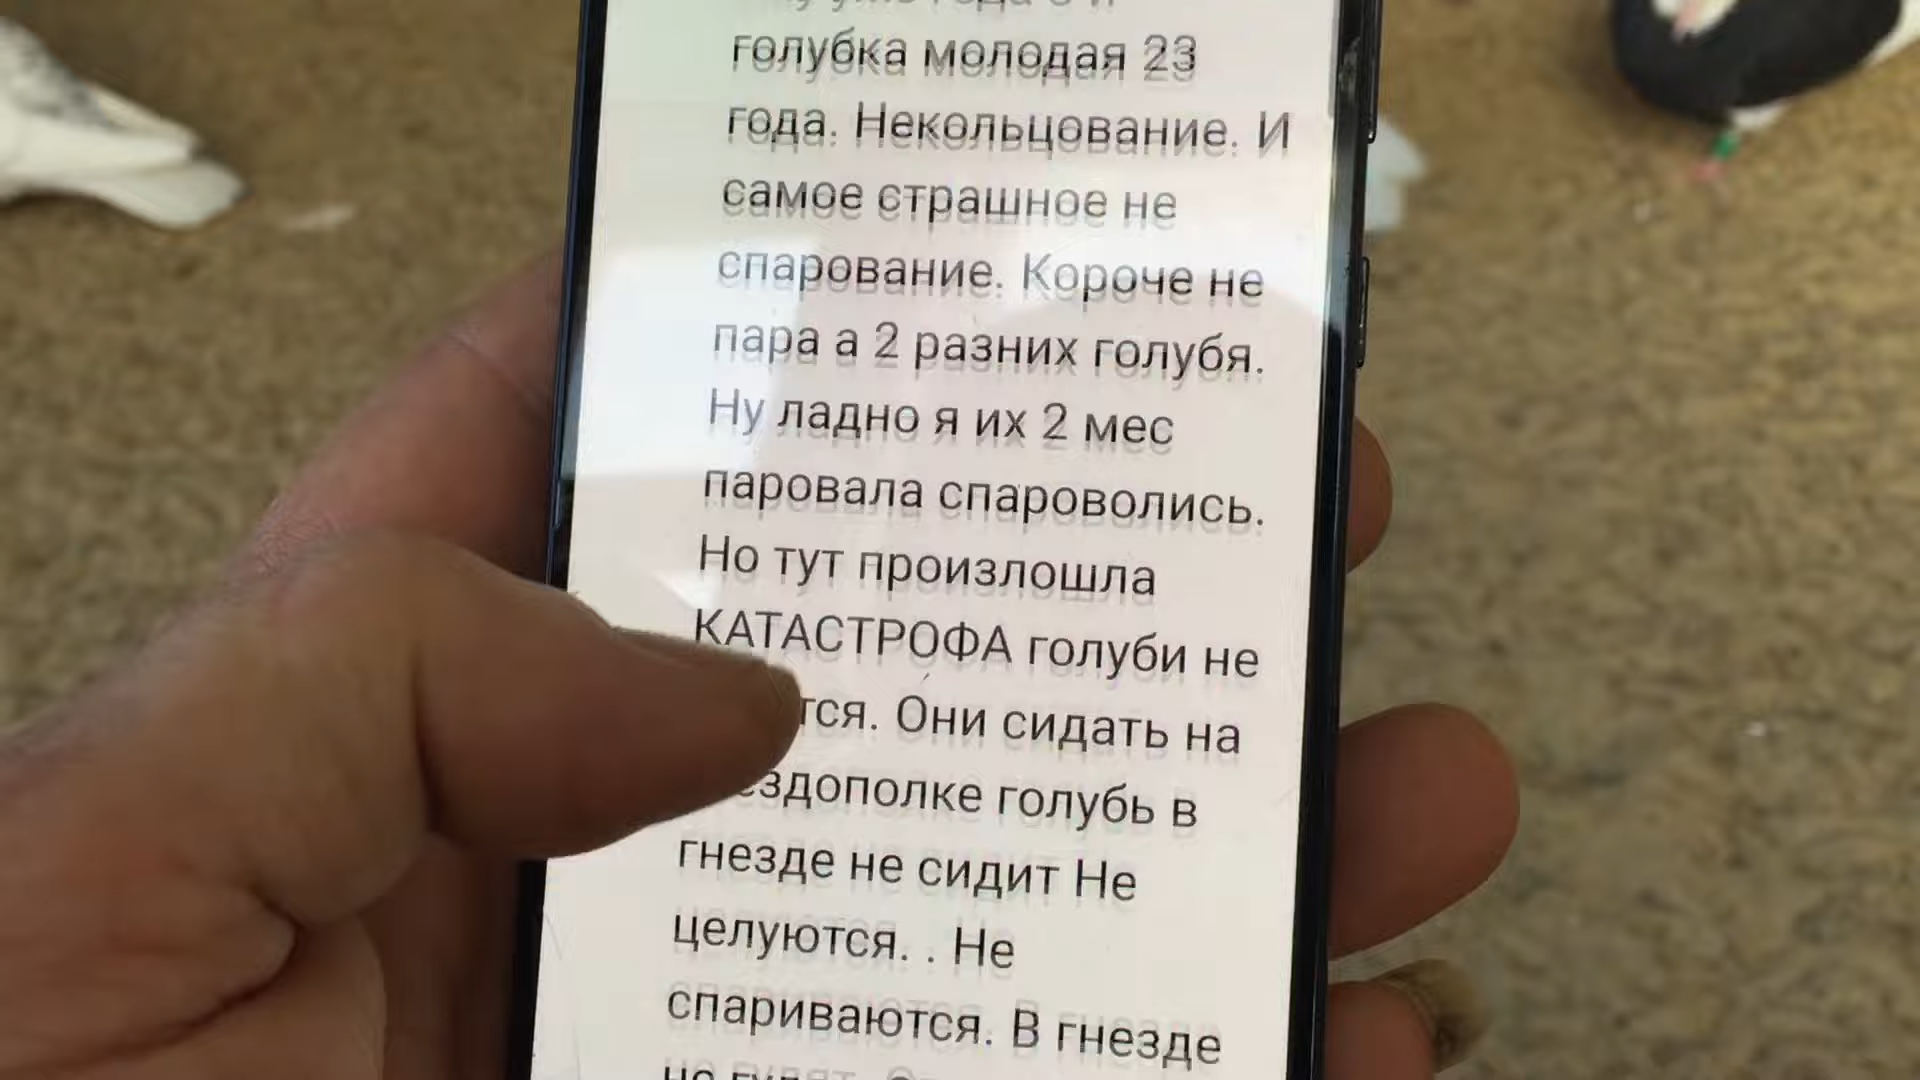 голубка молодая 23
года. Некольцование. И
самое страшное не
спарование. Короче не
пара а 2 разних голубя.
Ну ладно я их 2 мес
паровала спароволись.
Но тут произлошла
КАТАСТРОФА голуби не
тся. Они сидать на
ездополке голубь в
гнезде не сидит Не
целуются. . Не
спариваются. В гнезде